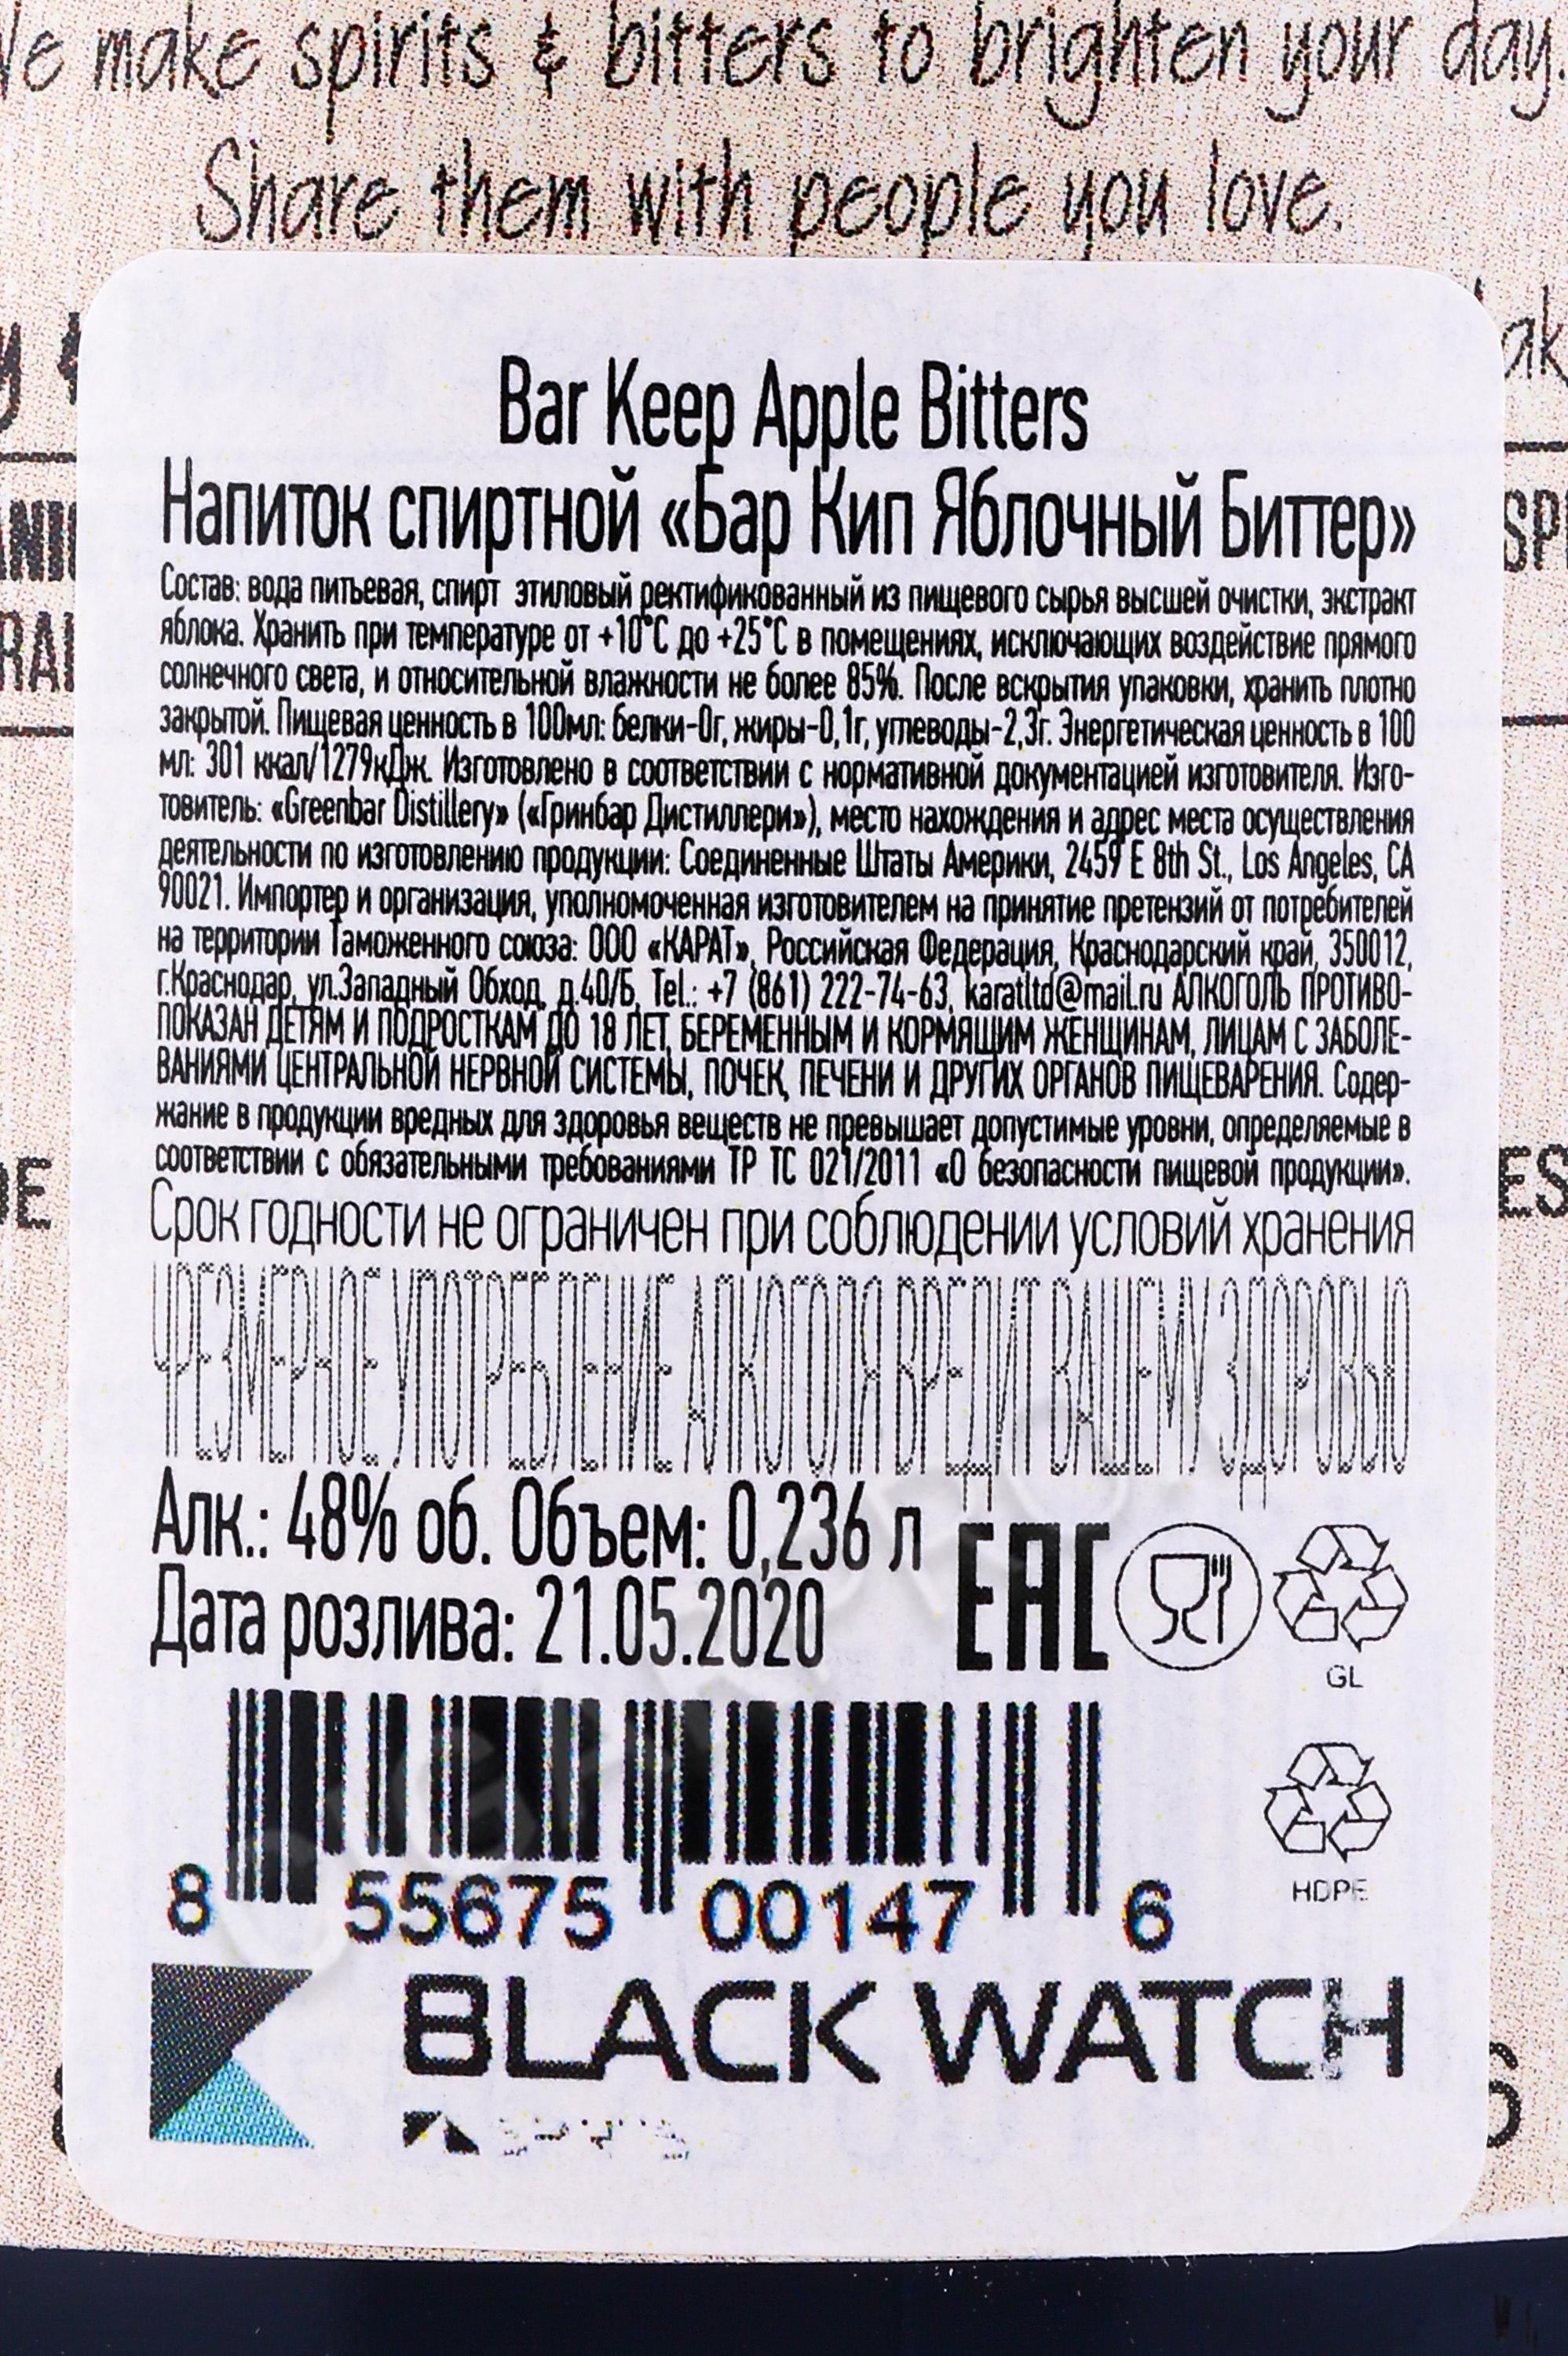 make spirits & bitters to brighten your day.
Share them with people you love.
Bar Keep Apple Bitters
Напиток спиртной «Бар Кип Яблочный Биттер»
Состав: вода питьевая, спирт этиловый ректификованный из пищевого сырья высшей очистки, экстракт
яблока. Хранить при температуре от +10°C до +25°C в помещениях, исключающих воздействие прямого
солнечного света, и относительной влажности не более 85%. После вскрытия упаковки, хранить плотно
закрытой. Пищевая ценность в 100мл: белки-0г, жиры-0,1г, углеводы-2,3г. Энергетическая ценность в 100
мл: 301 ккал/1279кДж. Изготовлено в соответствии с нормативной документацией изготовителя. Изго-
товитель: «Greenbar Distillery» («Гринбар Дистиллери»), место нахождения и адрес места осуществления
деятельности по изготовлению продукции: Соединенные Штаты Америки, 2459 E 8th St., Los Angeles, CA
90021. Импортер и организация, уполномоченная изготовителем на принятие претензий от потребителей
на территории Таможенного союза: ООО «КАРАТ», Российская Федерация, Краснодарский край, 350012,
г.Краснодар, ул.Западный Обход, д.40/Б, Tel.: +7 (861) 222-74-63, karatltd@mail.ru АЛКОГОЛЬ ПРОТИВО-
ПОКАЗАН ДЕТЯМ И ПОДРОСТКАМ ДО 18 ЛЕТ, БЕРЕМЕННЫМ И КОРМЯЩИМ ЖЕНЩИНАМ, ЛИЦАМ С ЗАБОЛЕ-
ВАНИЯМИ ЦЕНТРАЛЬНОЙ НЕРВНОЙ СИСТЕМЫ, ПОЧЕК, ПЕЧЕНИ И ДРУГИХ ОРГАНОВ ПИЩЕВАРЕНИЯ. Содер-
жание в продукции вредных для здоровья веществ не превышает допустимые уровни, определяемые в
соответствии с обязательными требованиями ТР ТС 021/2011 «О безопасности пищевой продукции».
Срок годности не ограничен при соблюдении условий хранения
ЧРЕЗМЕРНОЕ УПОТРЕБЛЕНИЕ АЛКОГОЛЯ ВРЕДИТ ВАШЕМУ ЗДОРОВЬЮ
Алк.: 48% об. Объем: 0,236 л
Дата розлива: 21.05.2020
EAC
GL
HDPE
8 55675 00147 6
BLACK WATCH